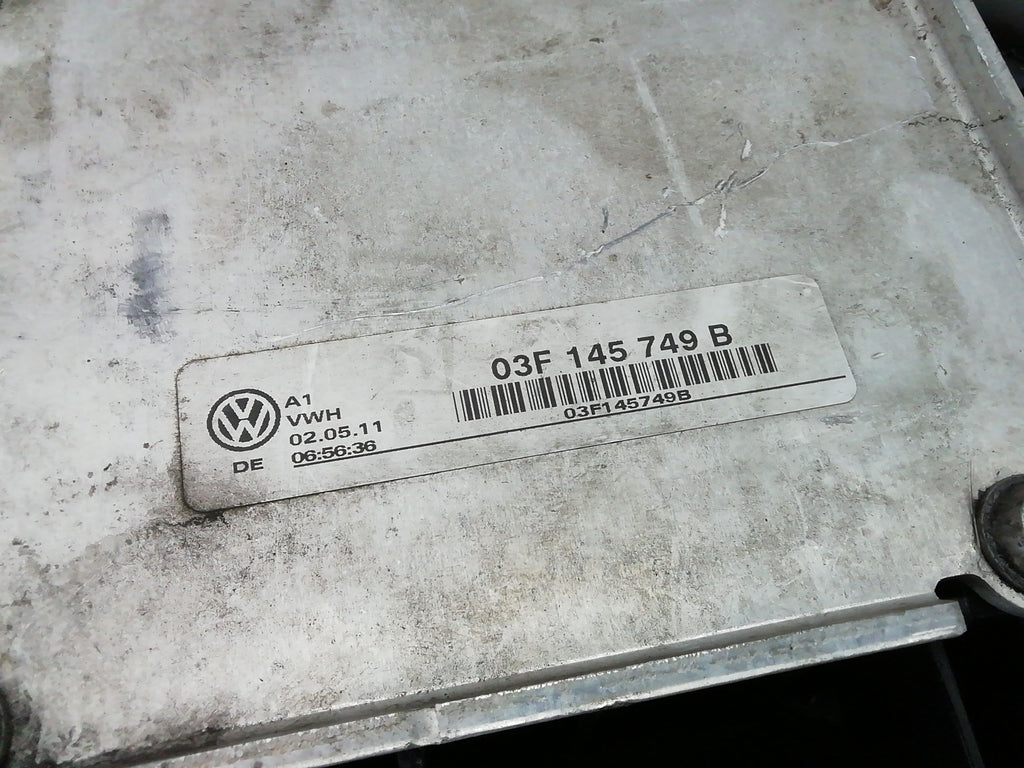 03F 145 749 B
03F145749B
A1
VWH
02.05.11
06:56:36
DE